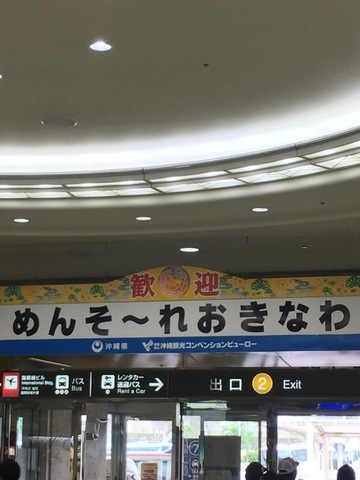 歓迎
めんそ〜れおきなわ
沖縄県 沖縄観光コンベンションビューロー
国際線ビル バス レンタカー 送迎バス → 出口 2 Exit
International Bldg. Bus Rent a Car
7